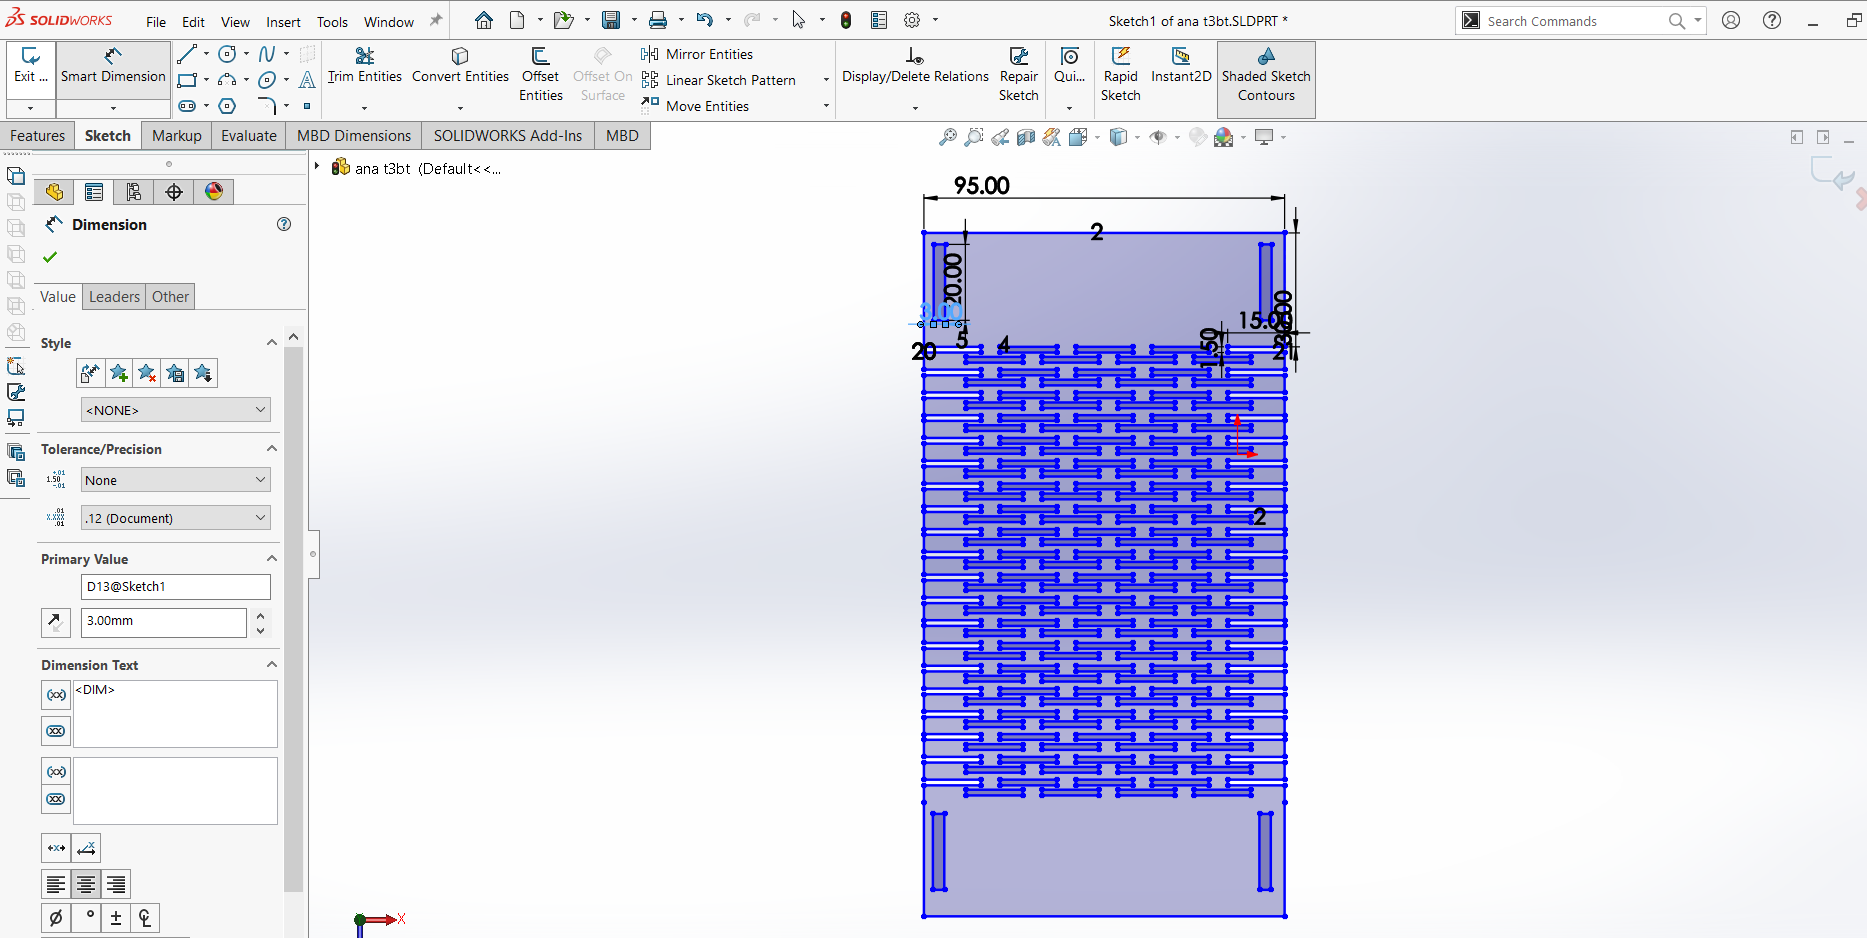 SOLIDWORKS File Edit View Insert Tools Window Sketch1 of ana t3bt.SLDPRT * Search Commands
Exit ... Smart Dimension Trim Entities Convert Entities Offset Entities Offset On Surface Mirror Entities Linear Sketch Pattern Move Entities Display/Delete Relations Repair Sketch Qui... Rapid Sketch Instant2D Shaded Sketch Contours
Features Sketch Markup Evaluate MBD Dimensions SOLIDWORKS Add-Ins MBD
ana t3bt (Default<<...
Dimension
Value Leaders Other
Style
<NONE>
Tolerance/Precision
None
.12 (Document)
Primary Value
D13@Sketch1
3.00mm
Dimension Text
<DIM>
95.00
2
20.00
3.00
15.00
1.50
5
4
20
2
X